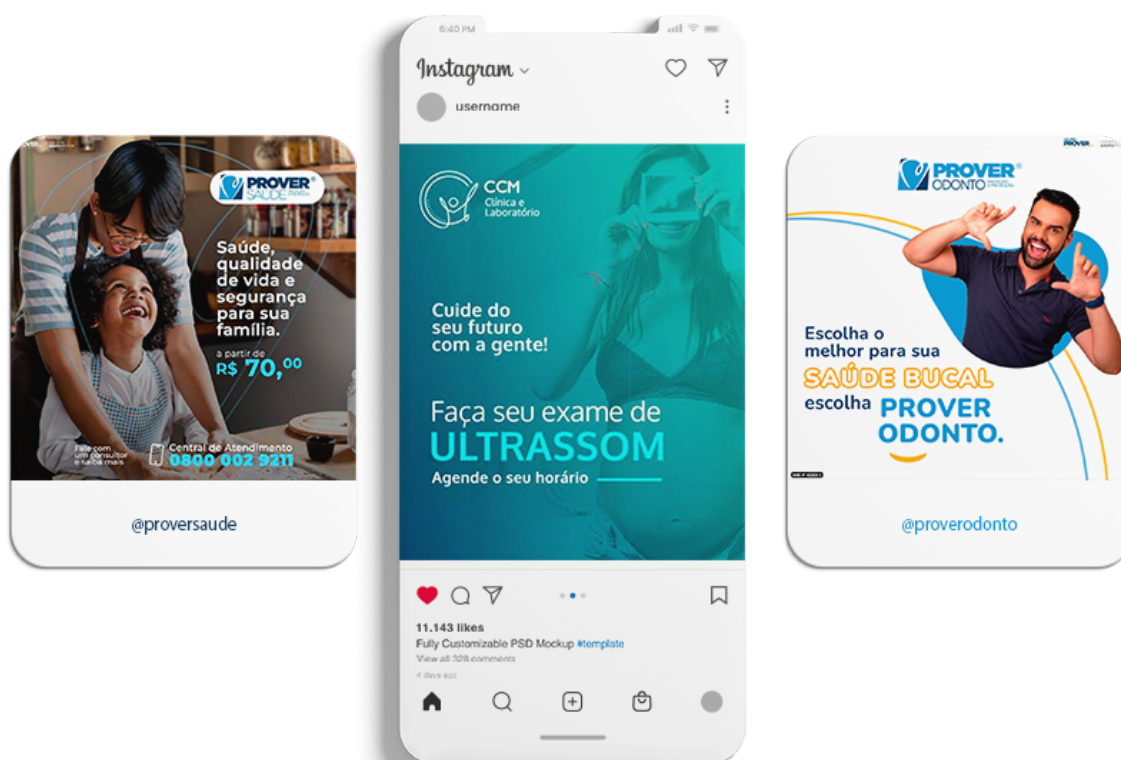 PROVER
SAÚDE
Saúde,
qualidade
de vida e
segurança
para sua
família.
a partir de
R$ 70,00
Fale com
um consultor
e saiba mais
Central de Atendimento
0800 002 9211
@proversaude
6:40 PM
Instagram
username
CCM
Clínica e
Laboratório
Cuide do
seu futuro
com a gente!
Faça seu exame de
ULTRASSOM
Agende o seu horário
11.143 likes
Fully Customizable PSD Mockup #template
View all 328 comments
4 days ago
PROVER
PROVER
ODONTO
Escolha o
melhor para sua
SAÚDE BUCAL
escolha PROVER
ODONTO.
@proverodonto